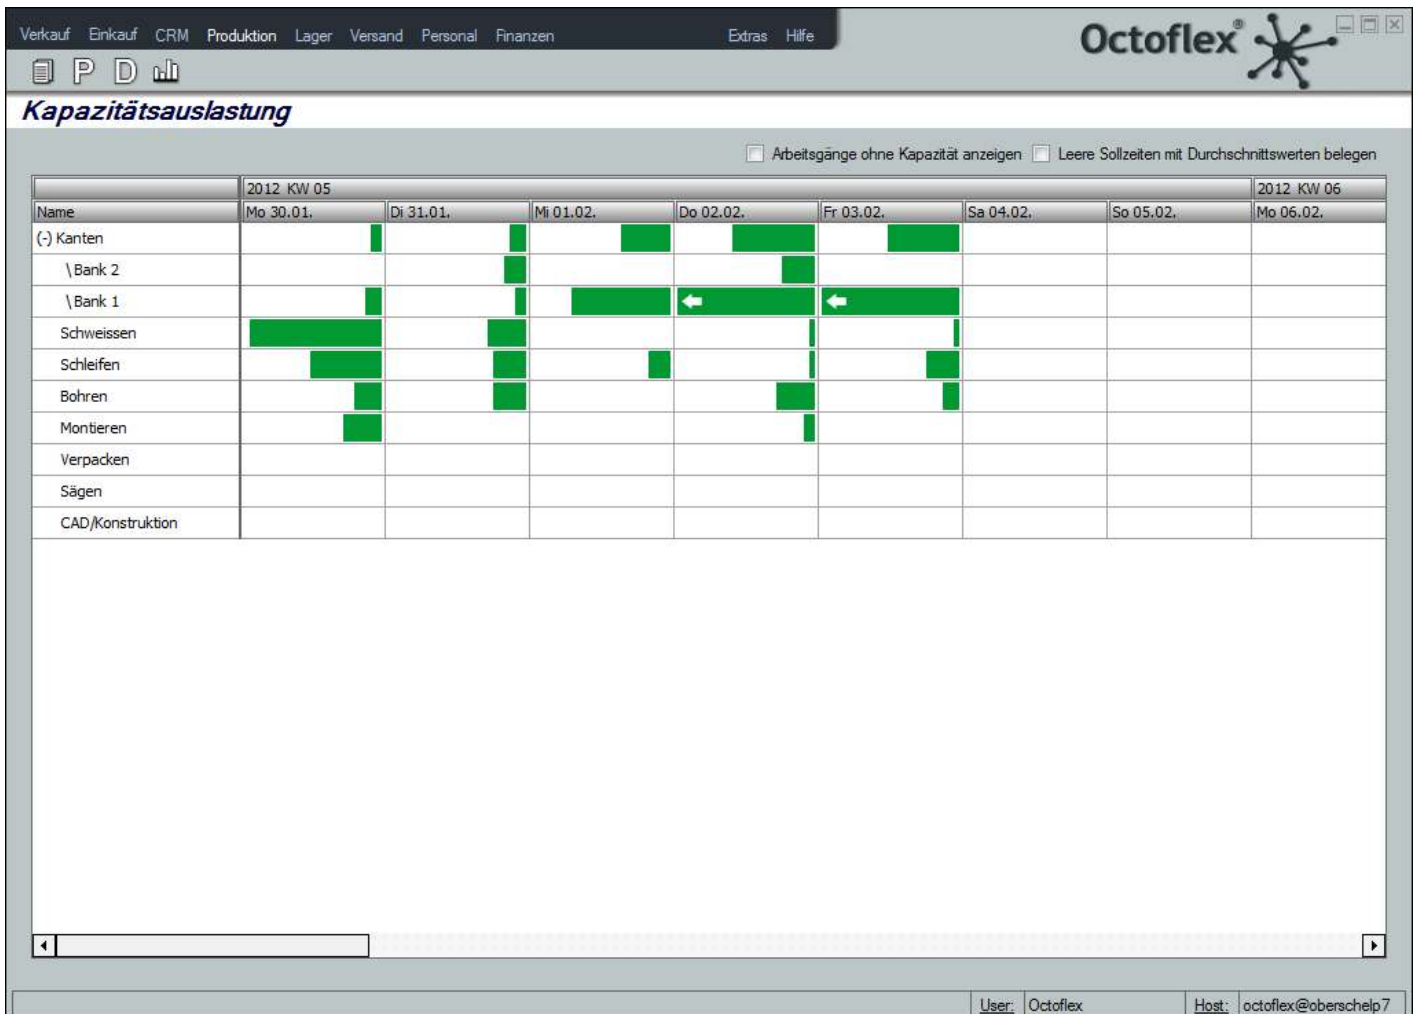 Verkauf Einkauf CRM Produktion Lager Versand Personal Finanzen Extras Hilfe
Octoflex®
P D
Kapazitätsauslastung
Arbeitsgänge ohne Kapazität anzeigen Leere Sollzeiten mit Durchschnittswerten belegen
2012 KW 05 2012 KW 06
Name Mo 30.01. Di 31.01. Mi 01.02. Do 02.02. Fr 03.02. Sa 04.02. So 05.02. Mo 06.02.
(-) Kanten
\ Bank 2
\ Bank 1
Schweissen
Schleifen
Bohren
Montieren
Verpacken
Sägen
CAD/Konstruktion
User: Octoflex Host: octoflex@oberschelp7